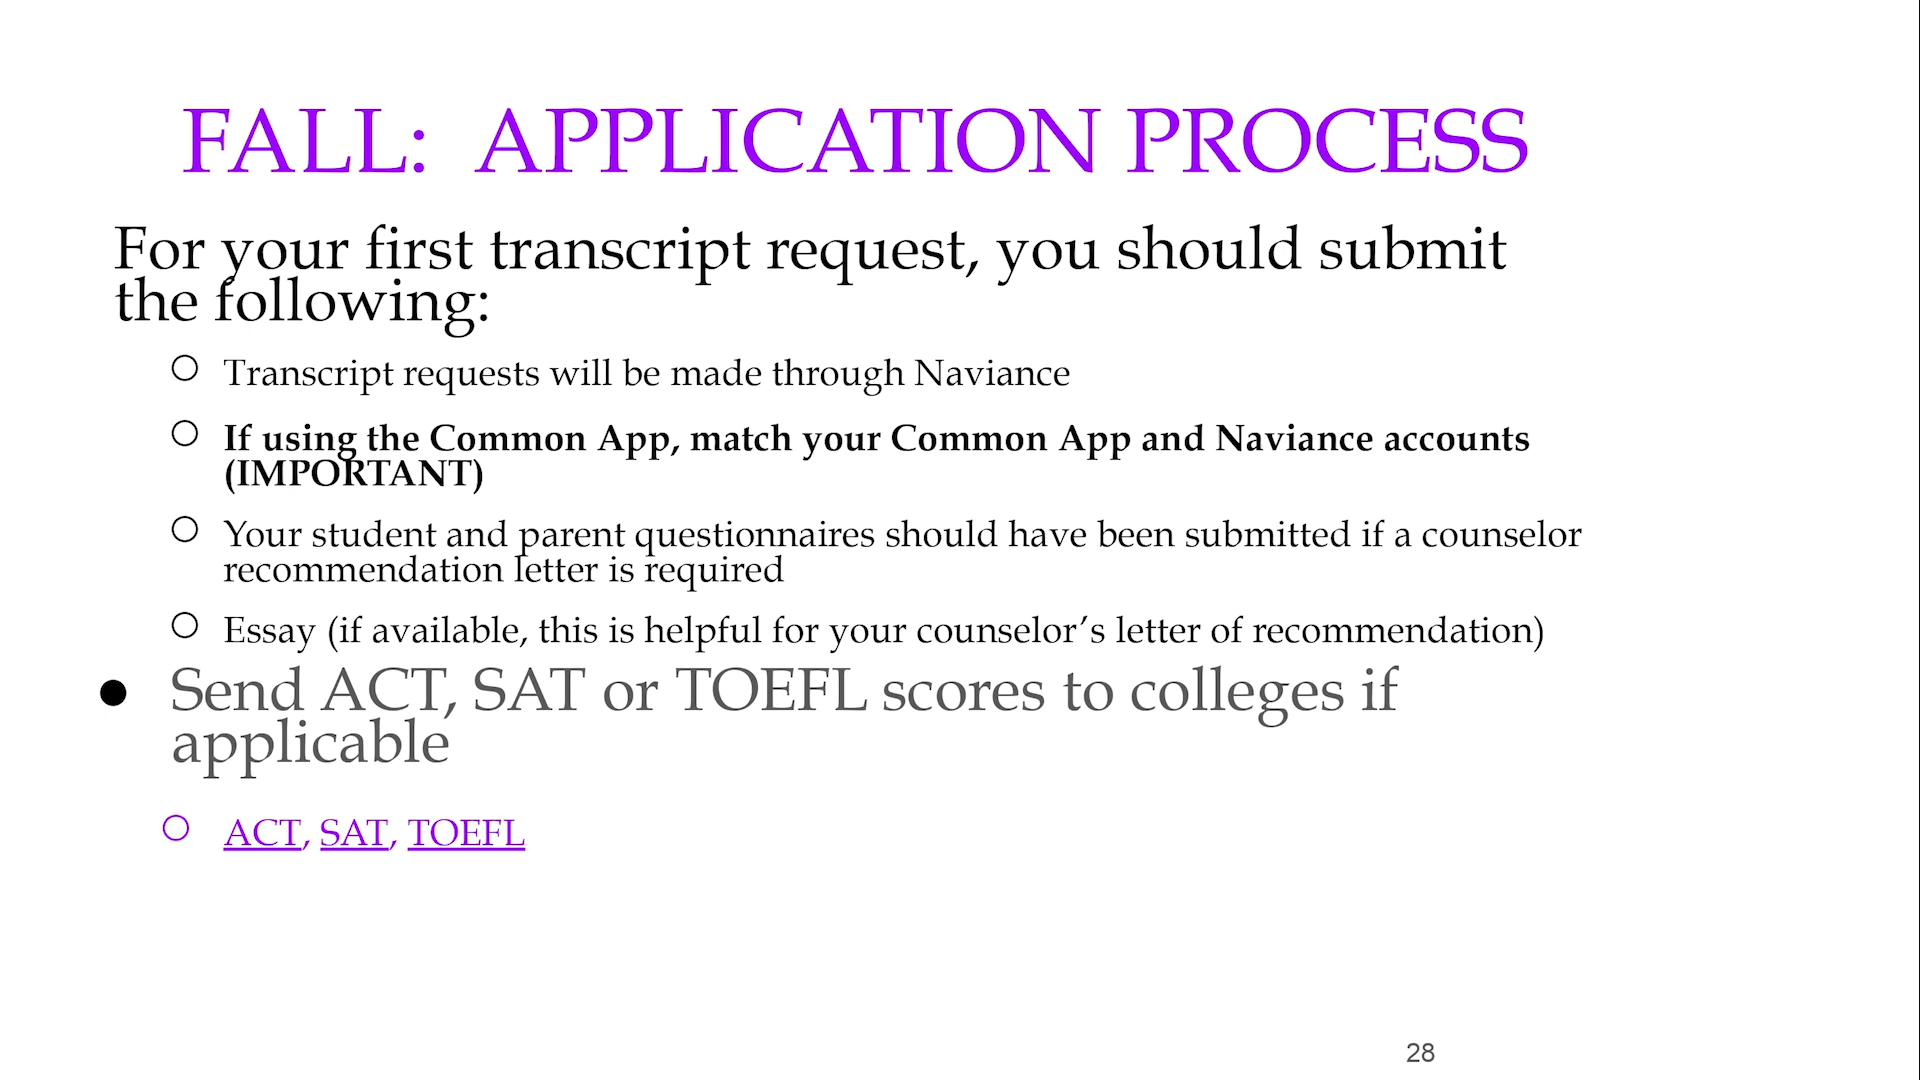 FALL:  APPLICATION PROCESS
For your first transcript request, you should submit
the following:
○ Transcript requests will be made through Naviance
○ If using the Common App, match your Common App and Naviance accounts
(IMPORTANT)
○ Your student and parent questionnaires should have been submitted if a counselor
recommendation letter is required
○ Essay (if available, this is helpful for your counselor’s letter of recommendation)
● Send ACT, SAT or TOEFL scores to colleges if
applicable
○ ACT, SAT, TOEFL
28